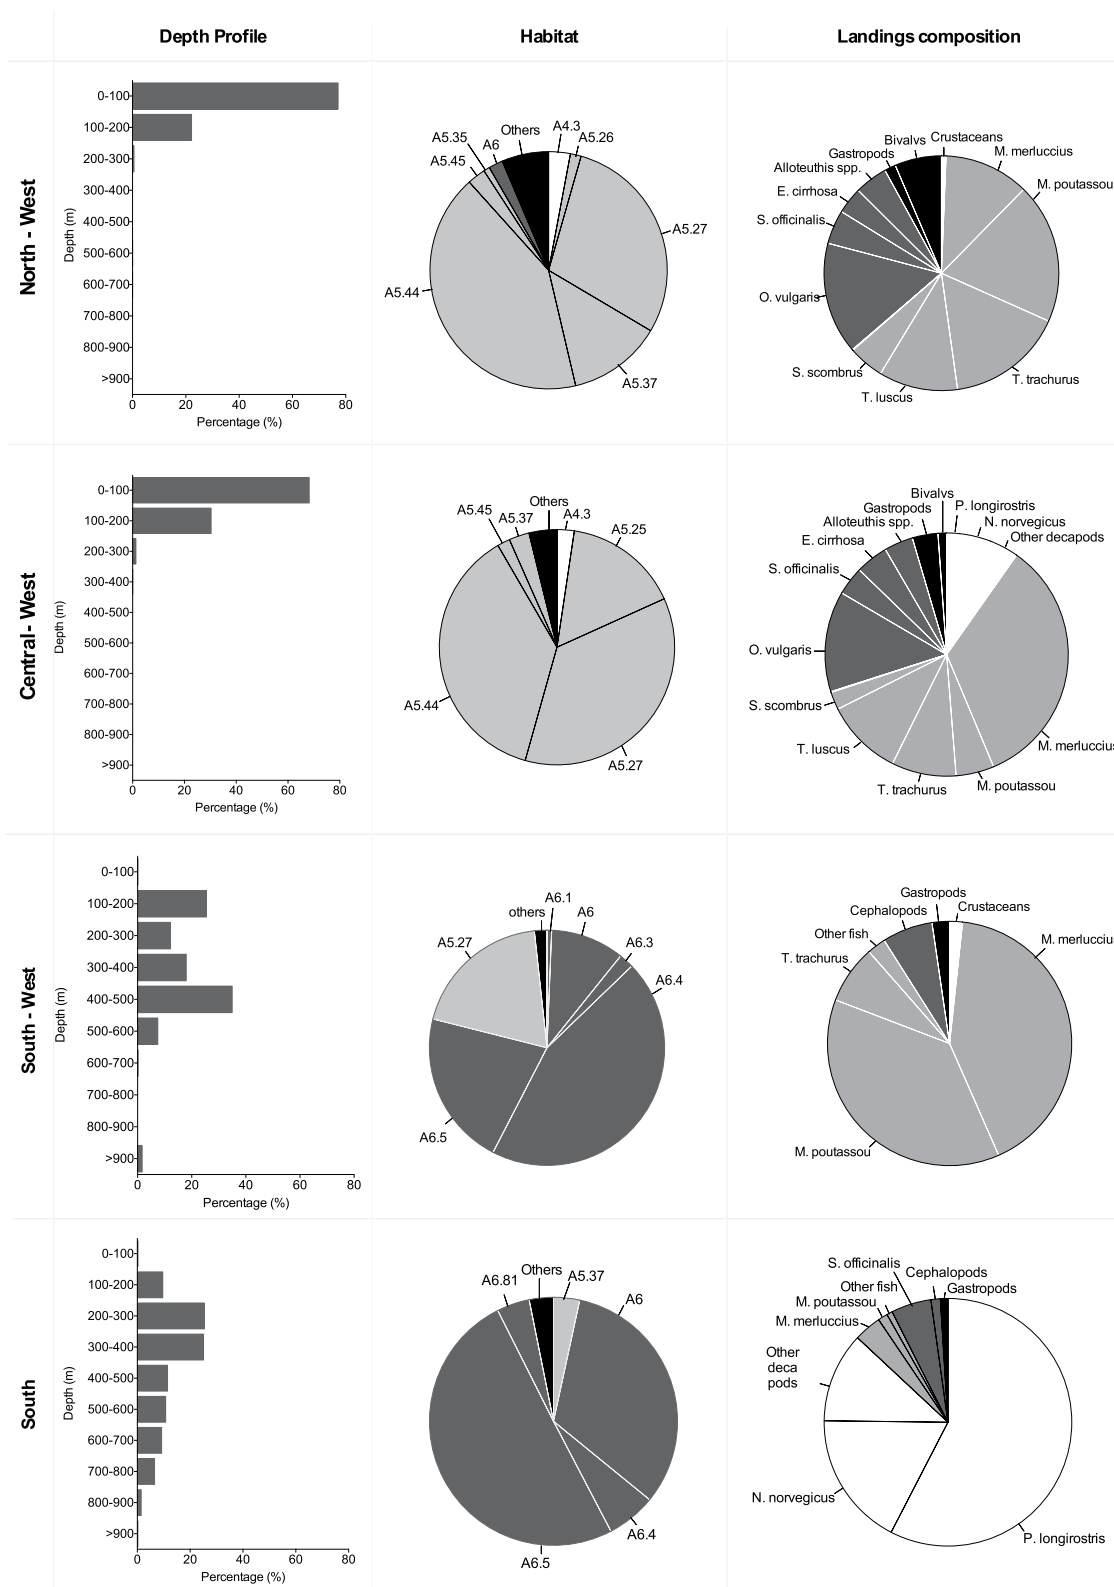 Depth Profile
Habitat
Landings composition
North - West
Depth (m)
0-100
100-200
200-300
300-400
400-500
500-600
600-700
700-800
800-900
>900
0 20 40 60 80
Percentage (%)
A5.35
A6
Others
A4.3
A5.26
A5.45
A5.27
A5.44
A5.37
Bivalvs
Crustaceans
Gastropods
M. merluccius
Alloteuthis spp.
M. poutassou
E. cirrhosa
S. officinalis
O. vulgaris
S. scombrus
T. luscus
T. trachurus
Central - West
Depth (m)
0-100
100-200
200-300
300-400
400-500
500-600
600-700
700-800
800-900
>900
0 20 40 60 80
Percentage (%)
Others
A5.45
A5.37
A4.3
A5.25
A5.44
A5.27
Bivalvs
Gastropods
P. longirostris
Alloteuthis spp.
N. norvegicus
E. cirrhosa
Other decapods
S. officinalis
O. vulgaris
S. scombrus
T. luscus
M. merlucciu
T. trachurus
M. poutassou
South - West
Depth (m)
0-100
100-200
200-300
300-400
400-500
500-600
600-700
700-800
800-900
>900
0 20 40 60 80
Percentage (%)
A6.1
others
A6
A5.27
A6.3
A6.4
A6.5
Gastropods
Cephalopods
Crustaceans
Other fish
M. merlucciu
T. trachurus
M. poutassou
South
Depth (m)
0-100
100-200
200-300
300-400
400-500
500-600
600-700
700-800
800-900
>900
0 20 40 60 80
Percentage (%)
Others
A6.81
A5.37
A6
A6.4
A6.5
S. officinalis
Cephalopods
Other fish
Gastropods
M. poutassou
M. merluccius
Other
deca
pods
N. norvegicus
P. longirostris